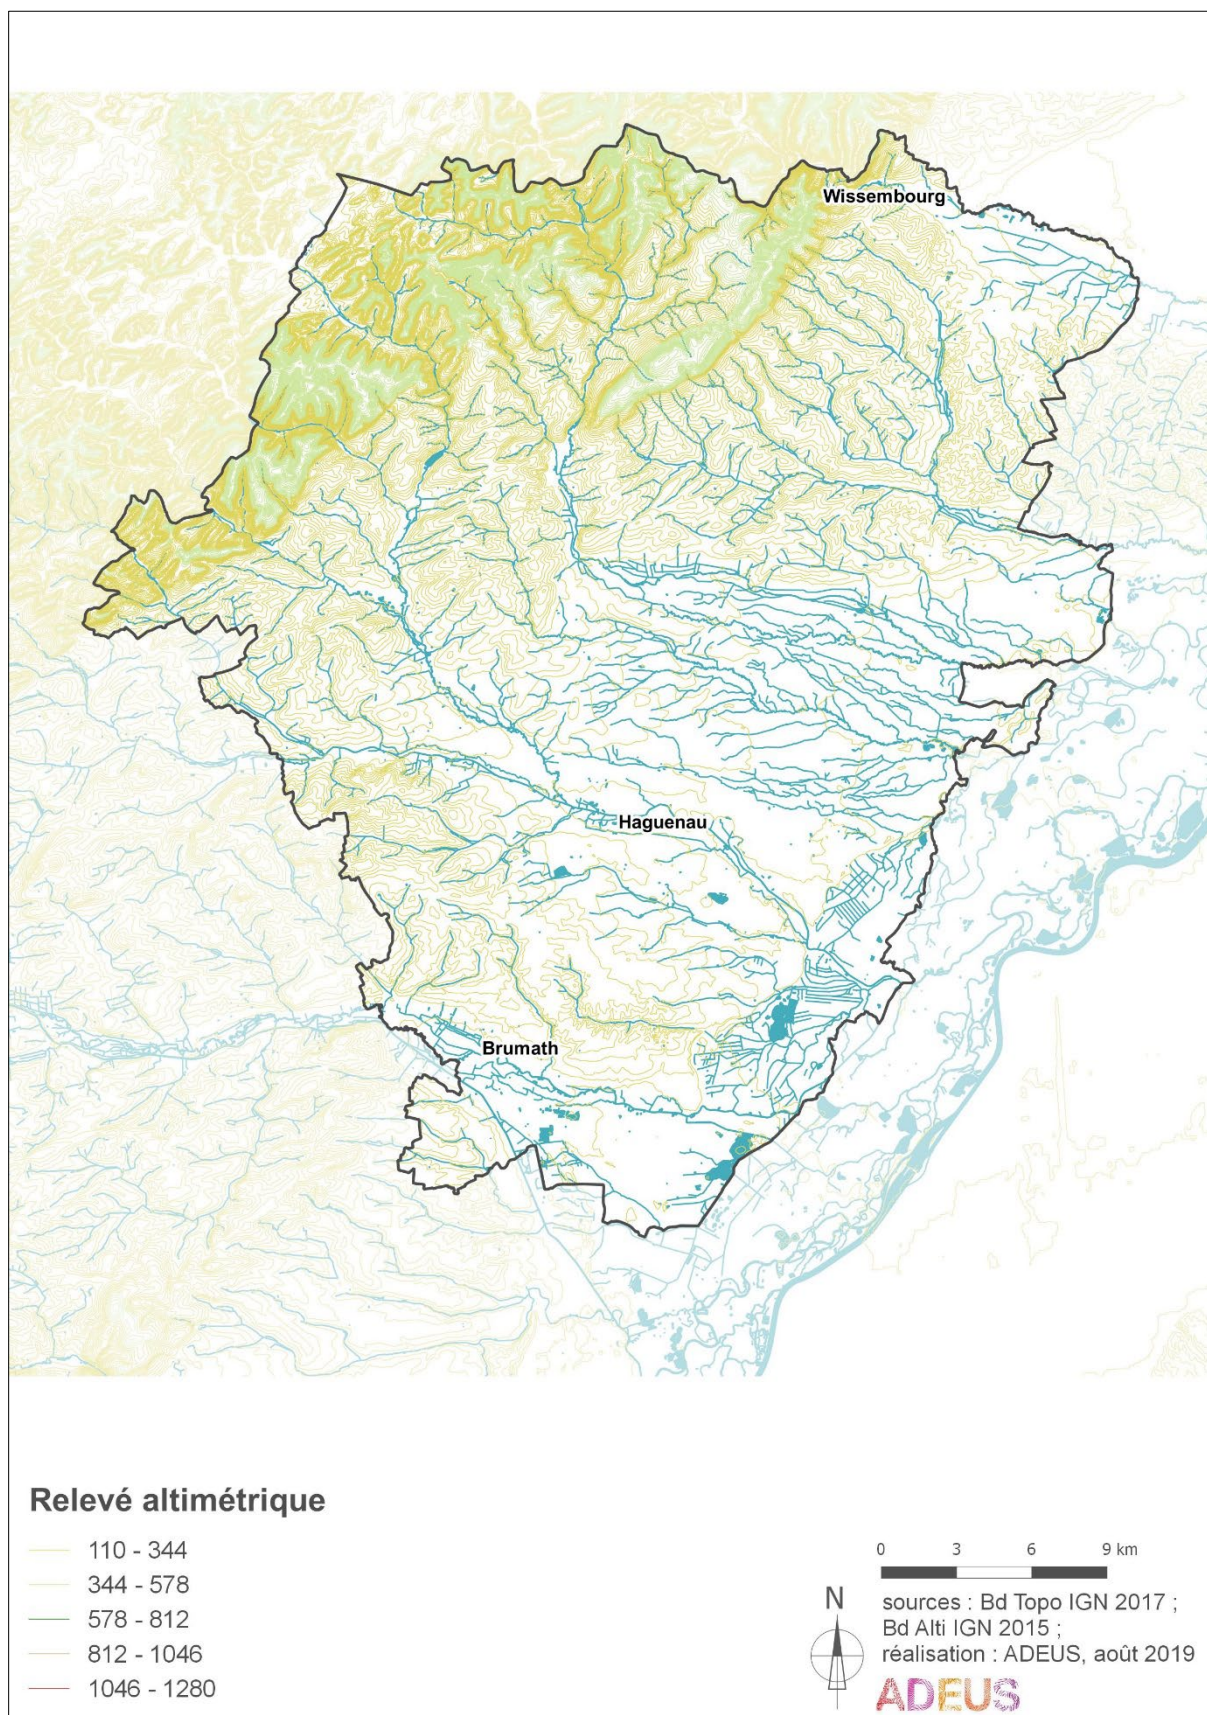 Wissembourg
Haguenau
Brumath
Relevé altimétrique
110 - 344
344 - 578
578 - 812
812 - 1046
1046 - 1280
0 3 6 9 km
N
sources : Bd Topo IGN 2017 ;
Bd Alti IGN 2015 ;
réalisation : ADEUS, août 2019
ADEUS